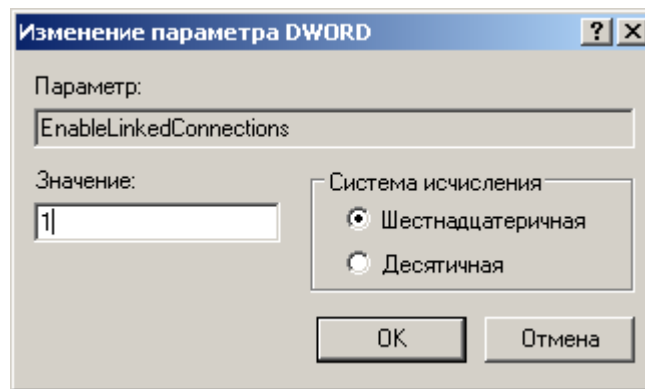 Изменение параметра DWORD
Параметр:
EnableLinkedConnections
Значение:
1
Система исчисления
Шестнадцатеричная
Десятичная
OK
Отмена